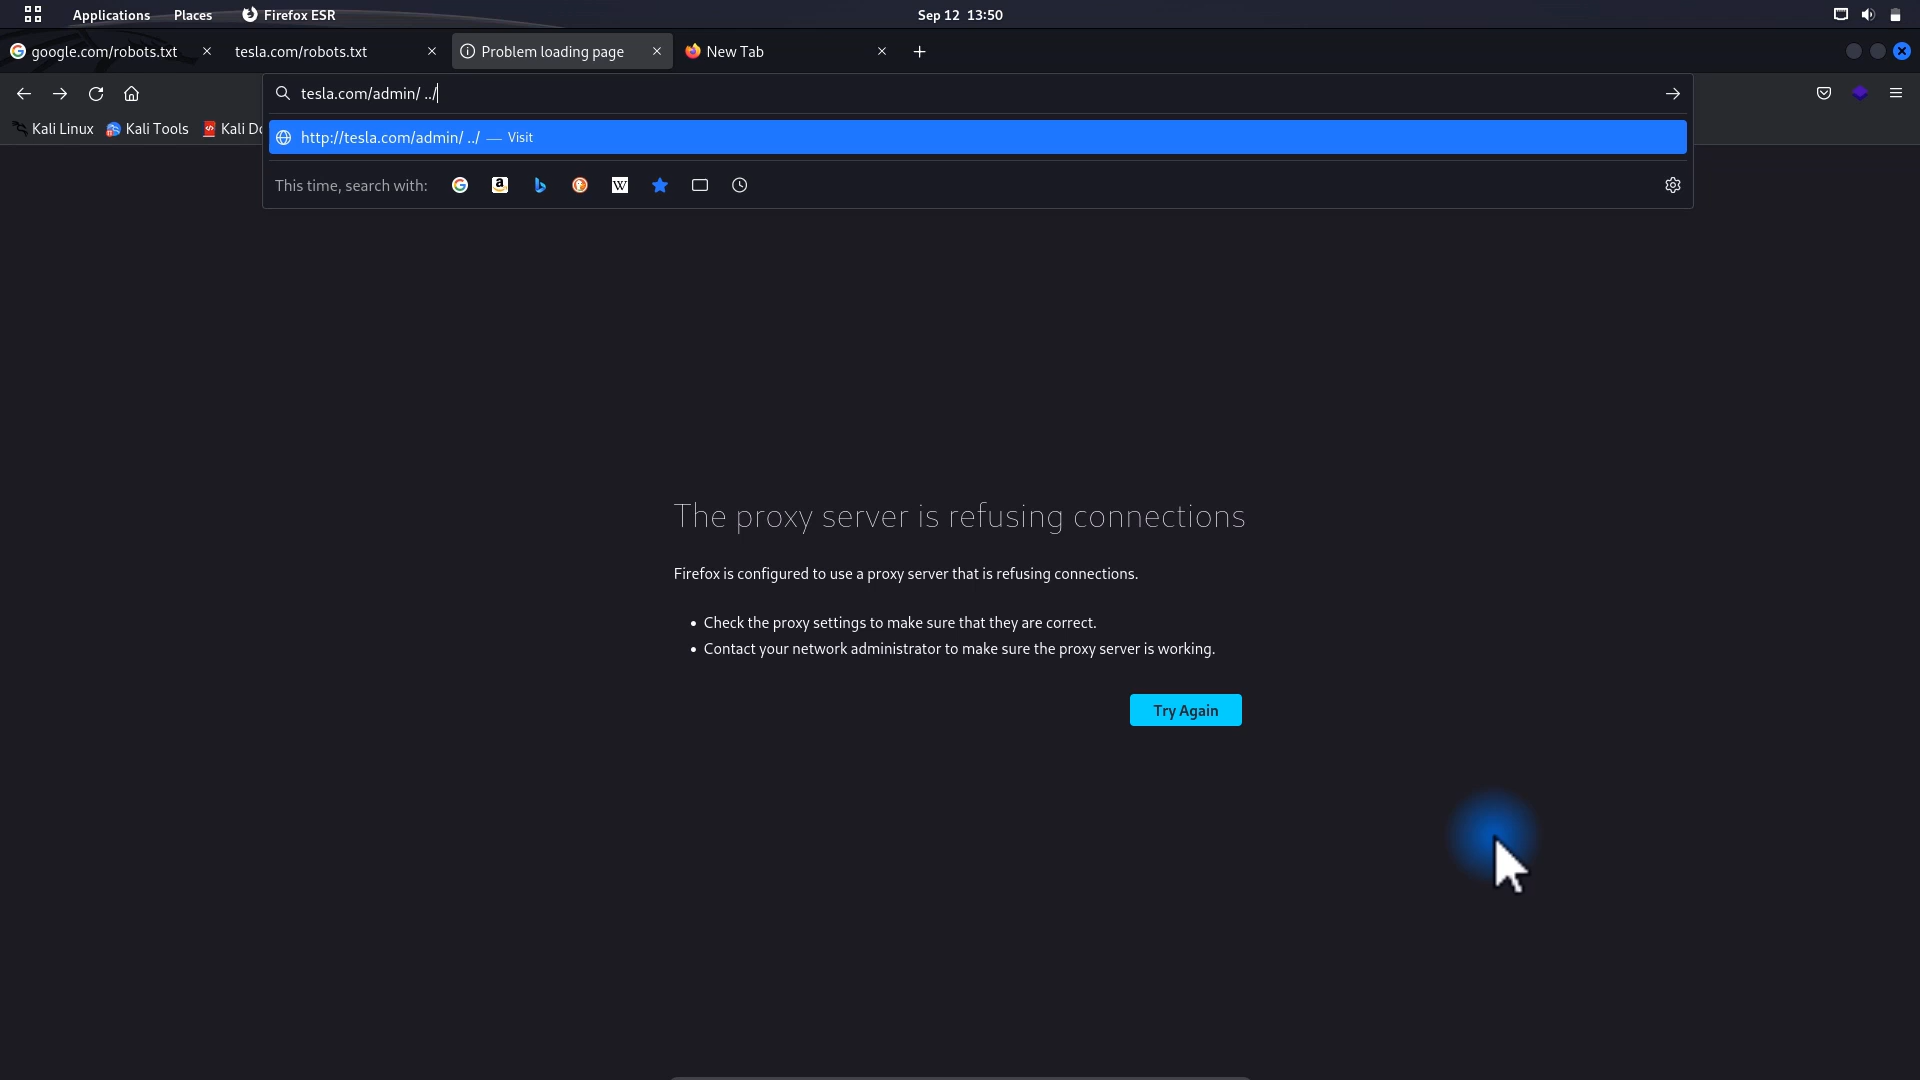 Applications Places Firefox ESR Sep 12 13:50
google.com/robots.txt tesla.com/robots.txt Problem loading page New Tab
tesla.com/admin/ ../
http://tesla.com/admin/ ../ — Visit
Kali Linux Kali Tools Kali Do
This time, search with:
The proxy server is refusing connections
Firefox is configured to use a proxy server that is refusing connections.
• Check the proxy settings to make sure that they are correct.
• Contact your network administrator to make sure the proxy server is working.
Try Again